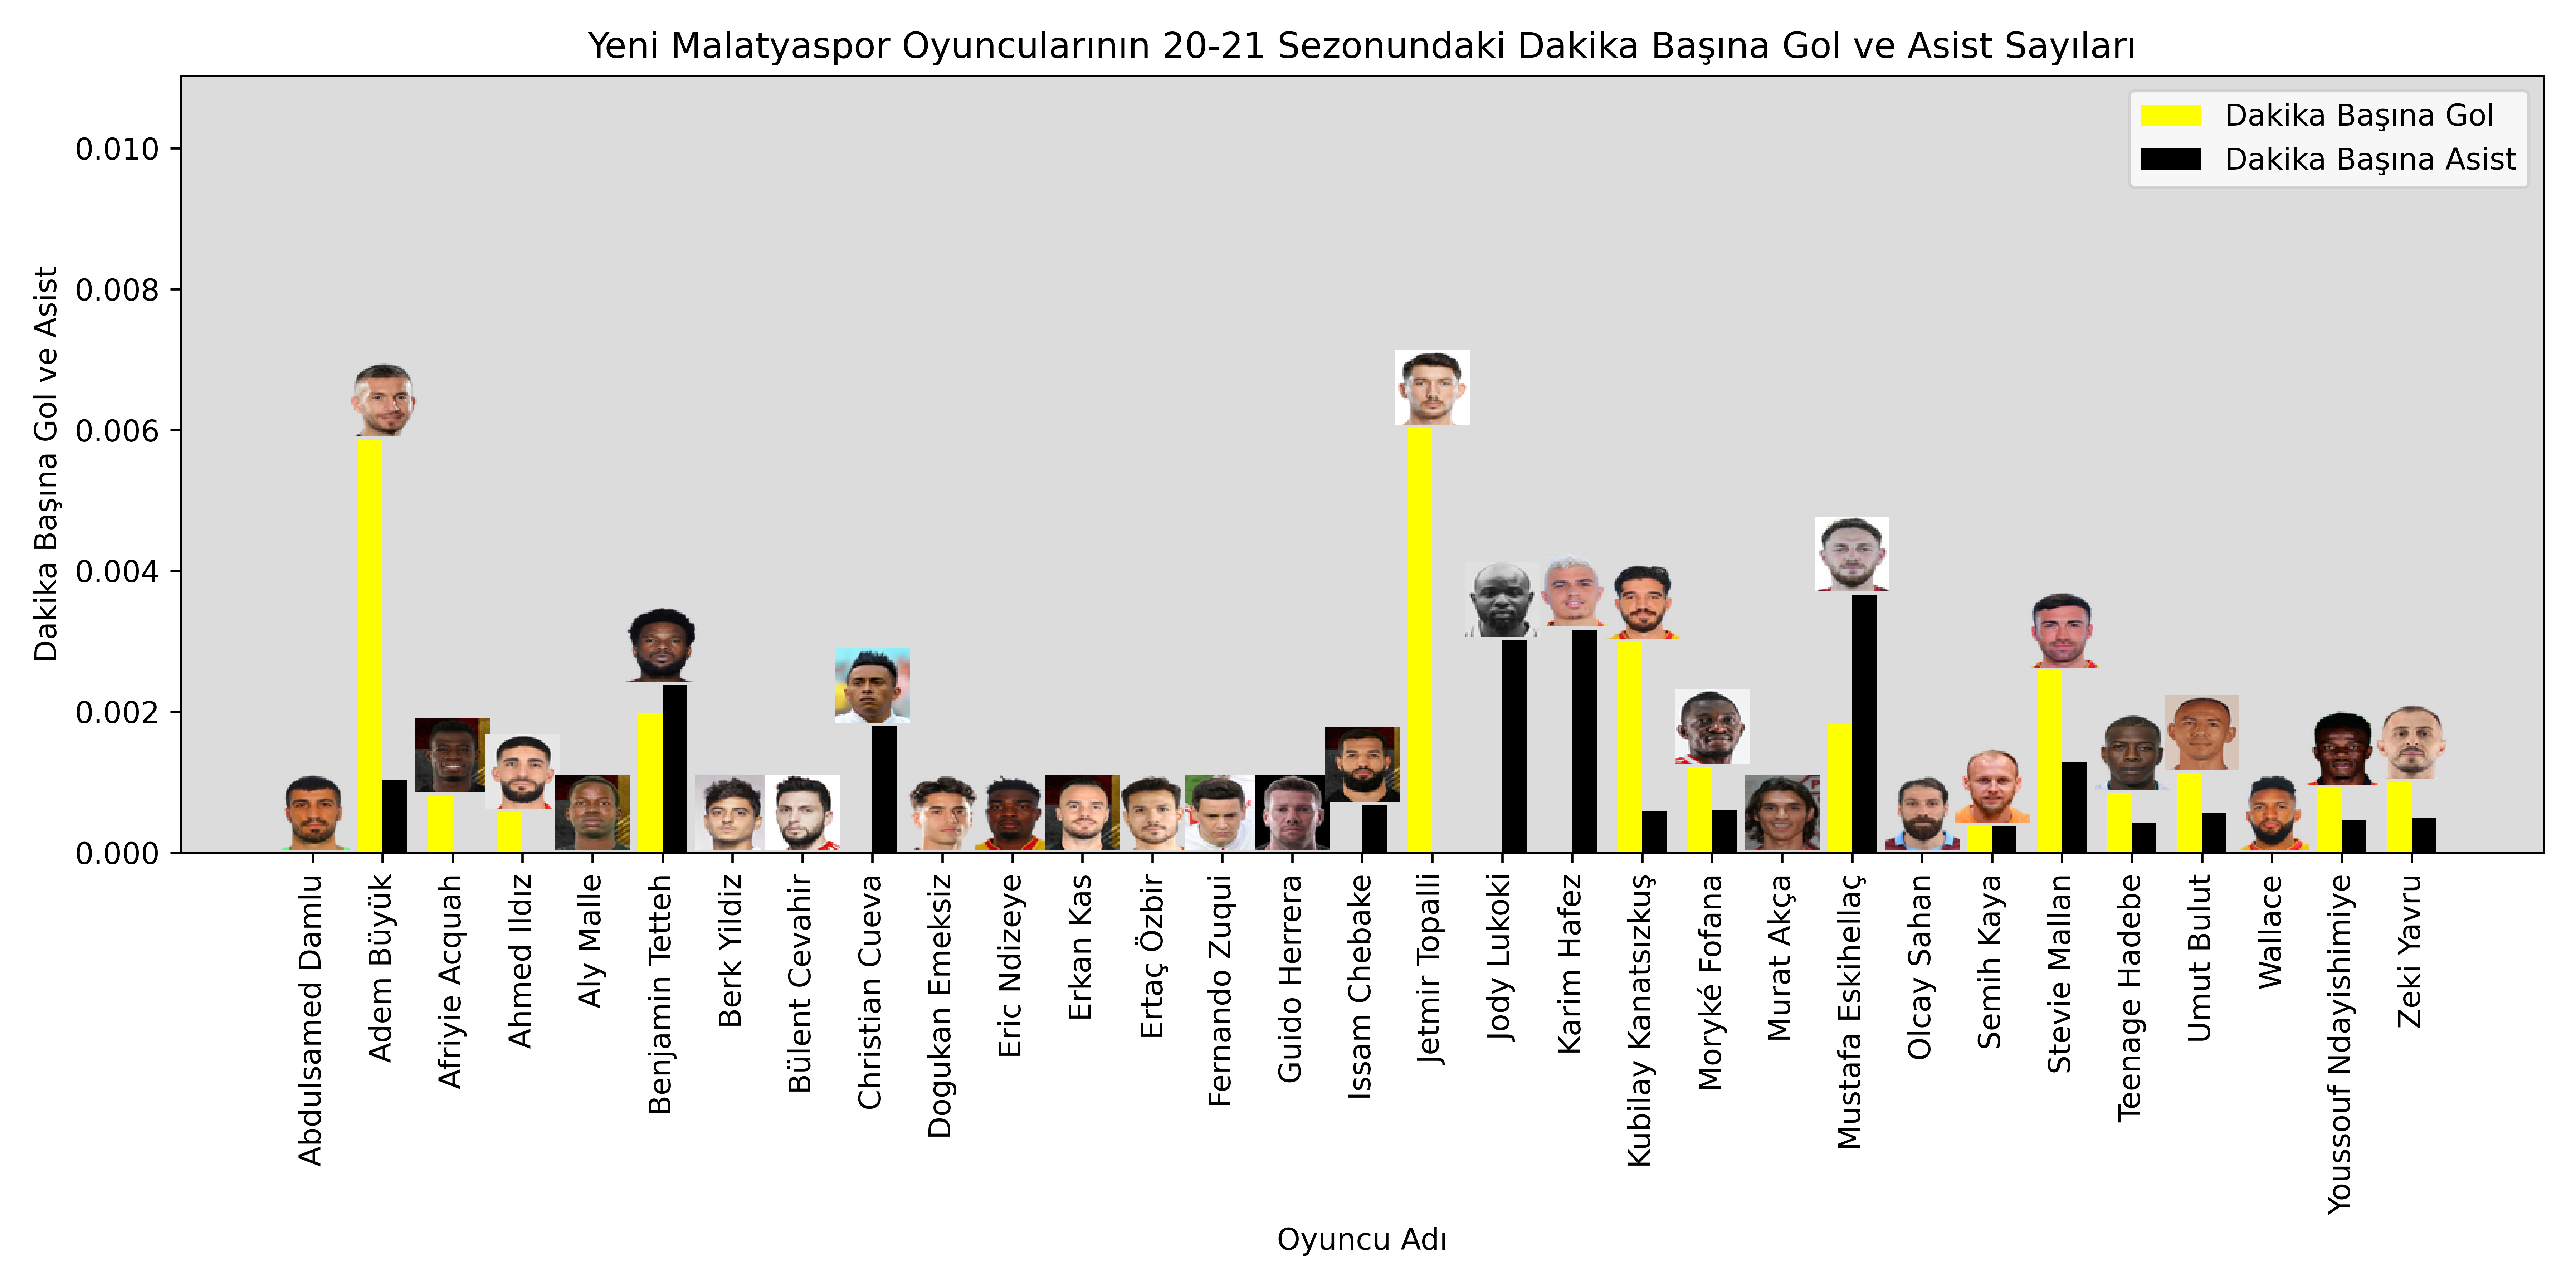 Yeni Malatyaspor Oyuncularının 20-21 Sezonundaki Dakika Başına Gol ve Asist Sayıları
Dakika Başına Gol
Dakika Başına Asist
Dakika Başına Gol ve Asist
0.010
0.008
0.006
0.004
0.002
0.000
Abdulsamed Damlu
Adem Büyük
Afriyie Acquah
Ahmed Ildız
Aly Malle
Benjamin Tetteh
Berk Yildiz
Bülent Cevahir
Christian Cueva
Dogukan Emeksiz
Eric Ndizeye
Erkan Kas
Ertaç Özbir
Fernando Zuqui
Guido Herrera
Issam Chebake
Jetmir Topalli
Jody Lukoki
Karim Hafez
Kubilay Kanatsızkuş
Moryké Fofana
Murat Akça
Mustafa Eskihellaç
Olcay Sahan
Semih Kaya
Stevie Mallan
Teenage Hadebe
Umut Bulut
Wallace
Youssouf Ndayishimiye
Zeki Yavru
Oyuncu Adı